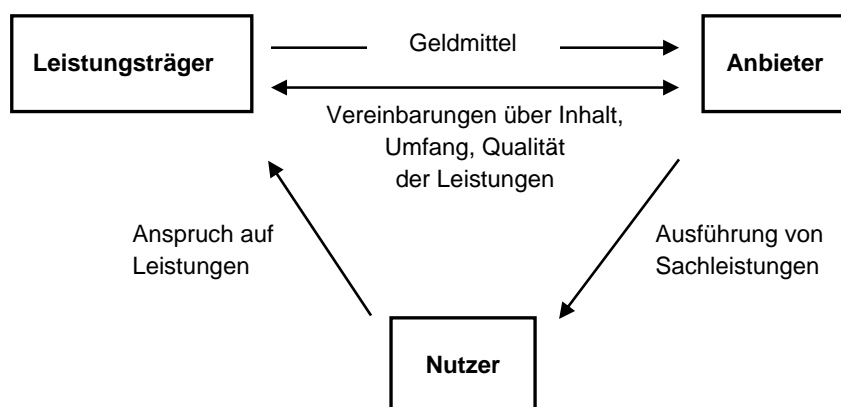 Geldmittel
Leistungsträger
Anbieter
Vereinbarungen über Inhalt,
Umfang, Qualität
der Leistungen
Anspruch auf
Leistungen
Ausführung von
Sachleistungen
Nutzer